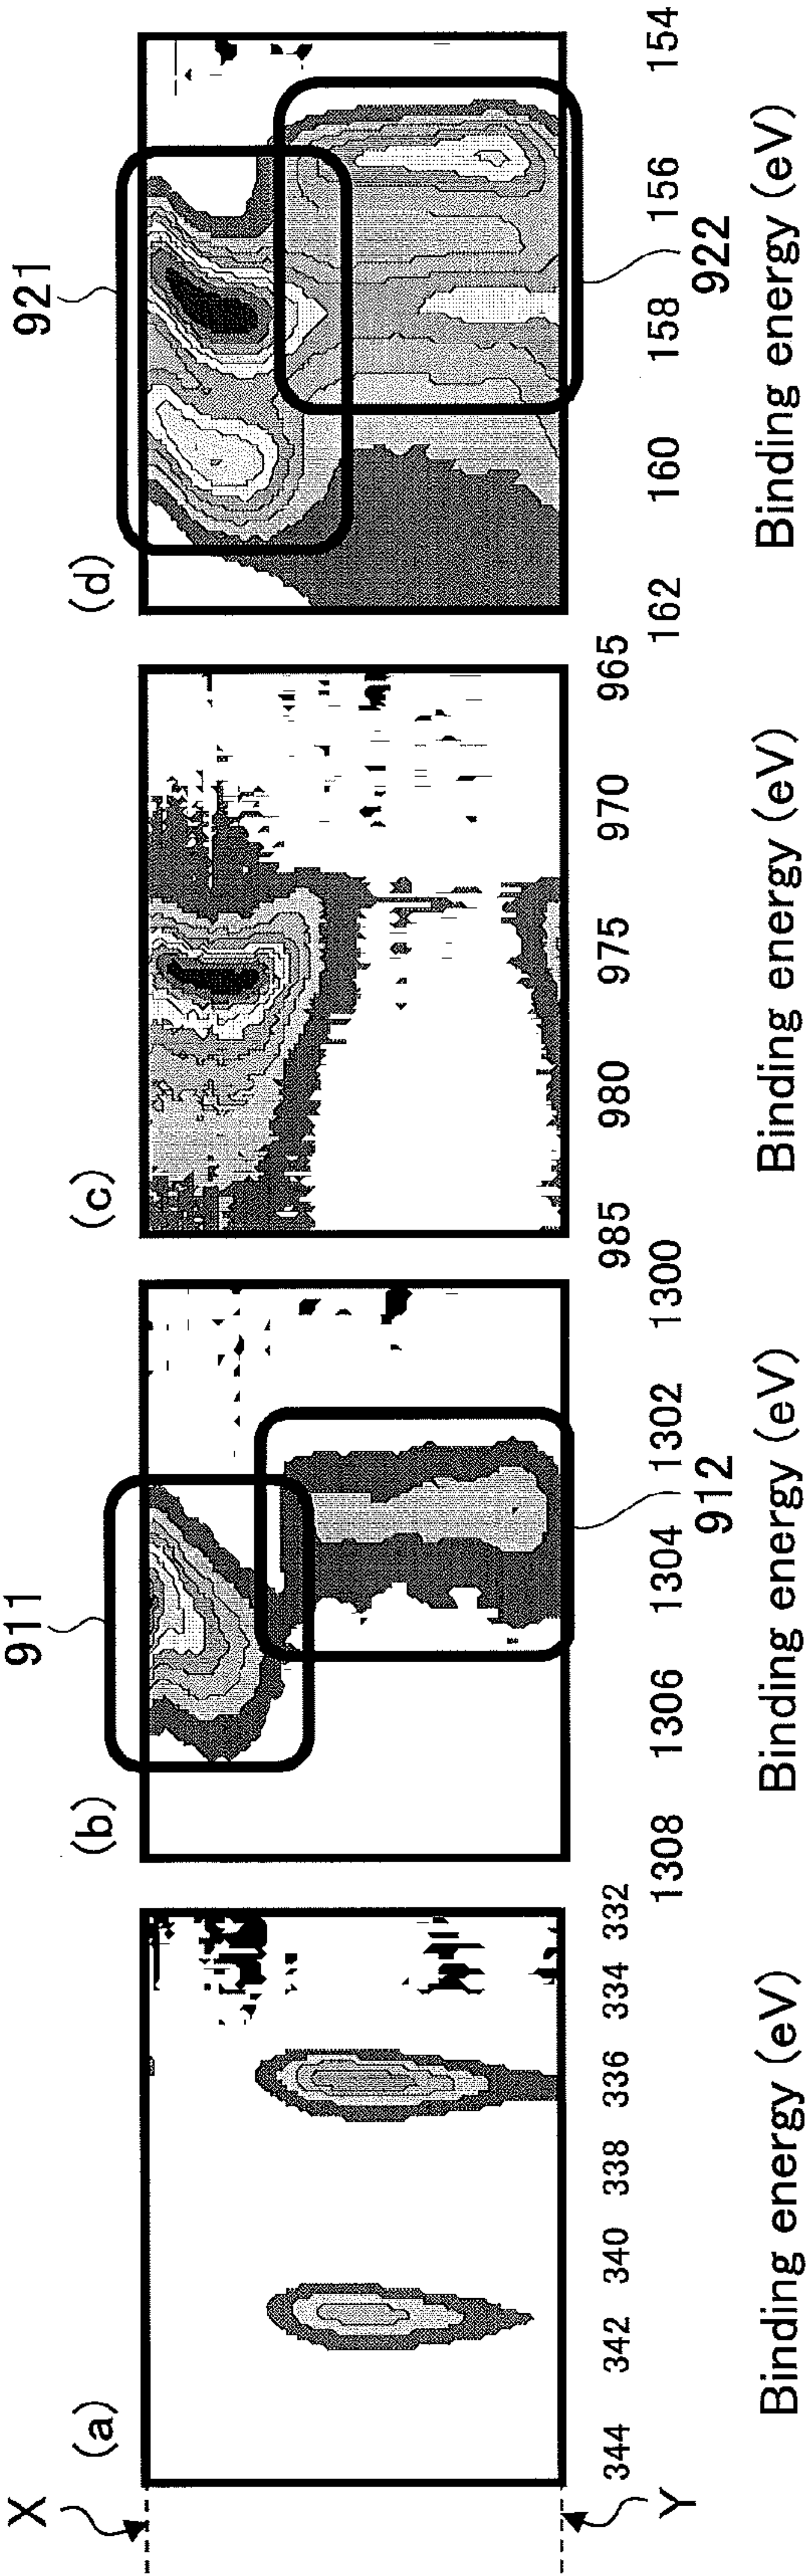 X
Y
(a)
344 342 340 338 336 334 332
Binding energy (eV)
(b)
911
912
1308 1306 1304 1302 1300
Binding energy (eV)
(c)
985 980 975 970 965
Binding energy (eV)
(d)
921
922
162 160 158 156 154
Binding energy (eV)